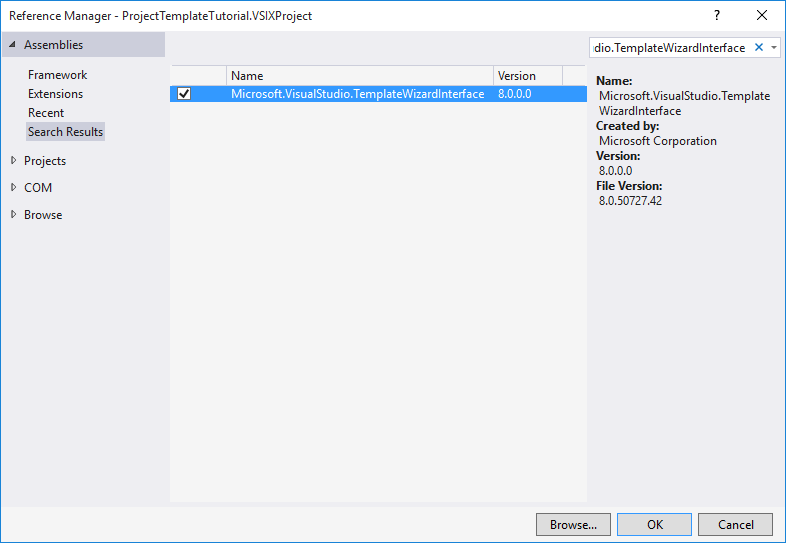 Reference Manager - ProjectTemplateTutorial.VSIXProject
?
Assemblies
Framework
Extensions
Recent
Search Results
Projects
COM
Browse
Name Version
Microsoft.VisualStudio.TemplateWizardInterface 8.0.0.0
dio.TemplateWizardInterface
Name:
Microsoft.VisualStudio.Template
WizardInterface
Created by:
Microsoft Corporation
Version:
8.0.0.0
File Version:
8.0.50727.42
Browse... OK Cancel